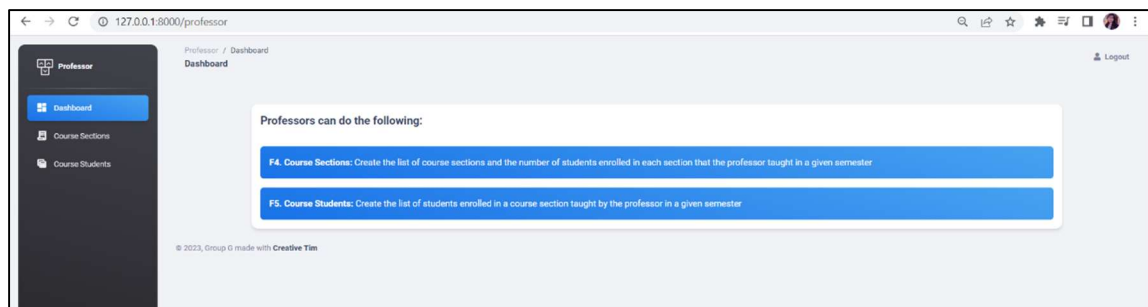 127.0.0.1:8000/professor
Professor
Professor / Dashboard
Dashboard
Logout
Dashboard
Course Sections
Course Students
Professors can do the following:
F4. Course Sections: Create the list of course sections and the number of students enrolled in each section that the professor taught in a given semester
F5. Course Students: Create the list of students enrolled in a course section taught by the professor in a given semester
© 2023, Group G made with Creative Tim